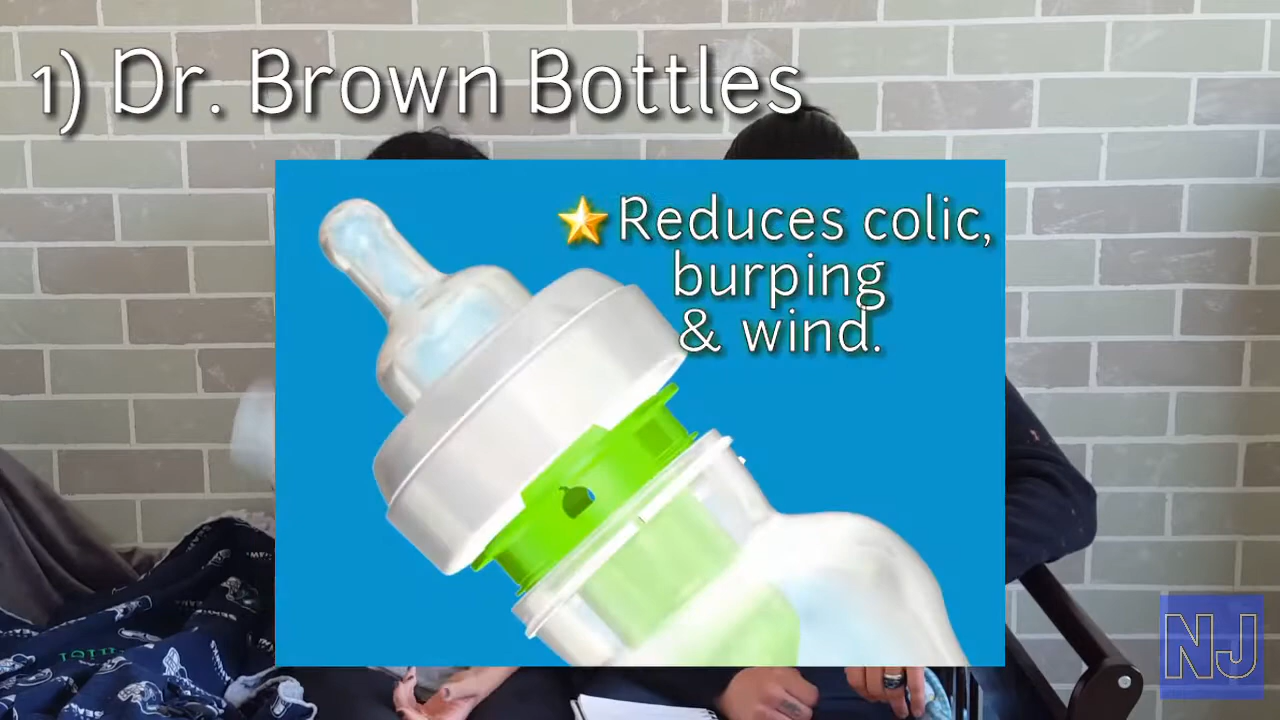 1) Dr. Brown Bottles
⭐Reduces colic,
burping
& wind.
NJ